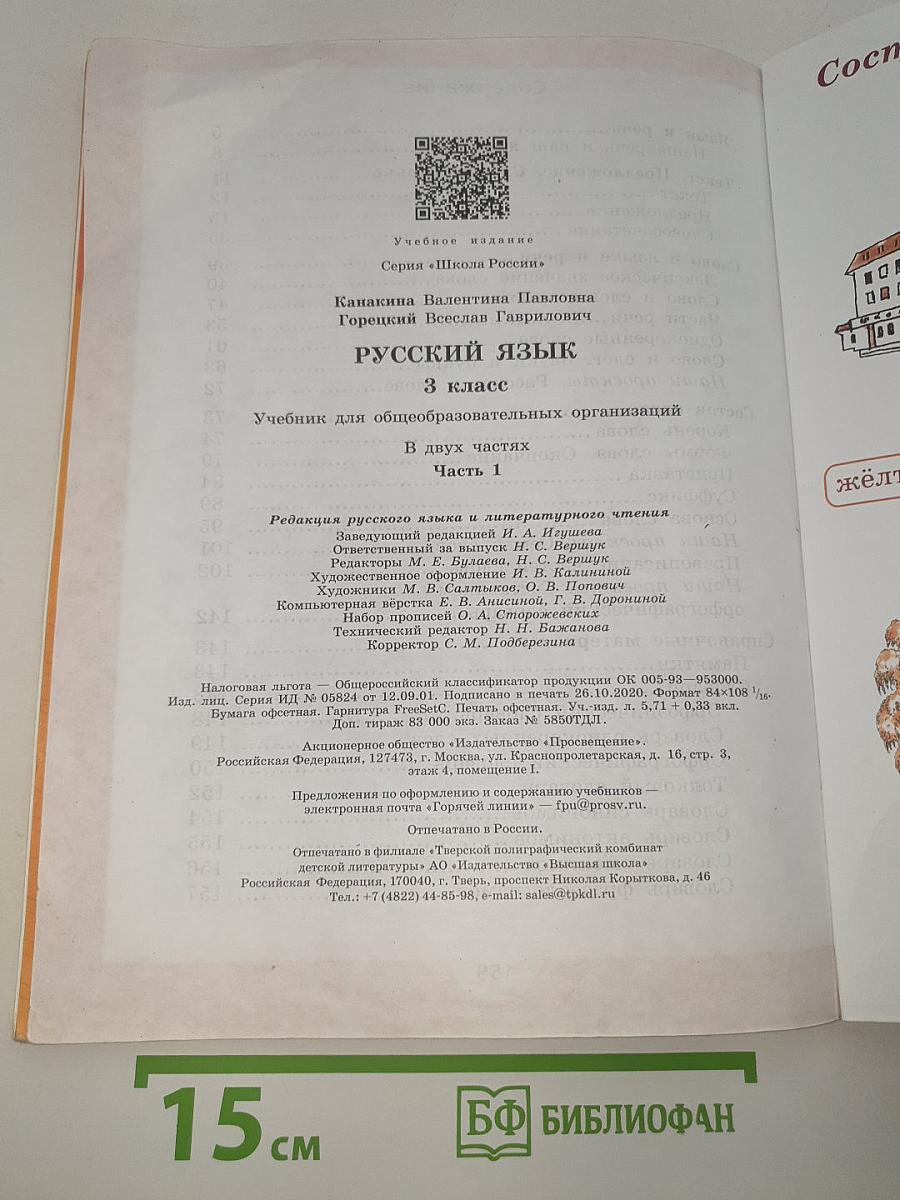 Учебное издание
Серия «Школа России»
Канакина Валентина Павловна
Горецкий Всеслав Гаврилович
РУССКИЙ ЯЗЫК
3 класс
Учебник для общеобразовательных организаций
В двух частях
Часть 1
Редакция русского языка и литературного чтения
Заведующий редакцией И. А. Игушева
Ответственный за выпуск Н. С. Вершук
Редакторы М. Е. Булаева, Н. С. Вершук
Художественное оформление И. В. Калининой
Художники М. В. Салтыков, О. В. Попович
Компьютерная вёрстка Е. В. Анисиной, Г. В. Дорониной
Набор прописей О. А. Сторожевских
Технический редактор Н. Н. Бажанова
Корректор С. М. Подберезина
Налоговая льгота — Общероссийский классификатор продукции ОК 005-93—953000.
Изд. лиц. Серия ИД № 05824 от 12.09.01. Подписано в печать 26.10.2020. Формат 84×108 1/16.
Бумага офсетная. Гарнитура FreeSetC. Печать офсетная. Уч.-изд. л. 5,71 + 0,33 вкл.
Доп. тираж 83 000 экз. Заказ № 5850ТДЛ.
Акционерное общество «Издательство «Просвещение».
Российская Федерация, 127473, г. Москва, ул. Краснопролетарская, д. 16, стр. 3,
этаж 4, помещение I.
Предложения по оформлению и содержанию учебников —
электронная почта «Горячей линии» — fpu@prosv.ru.
Отпечатано в России.
Отпечатано в филиале «Тверской полиграфический комбинат
детской литературы» АО «Издательство «Высшая школа»
Российская Федерация, 170040, г. Тверь, проспект Николая Корыткова, д. 46
Тел.: +7 (4822) 44-85-98, e-mail: sales@tpkdl.ru
Сост
жёлт
15 см
БФ БИБЛИОФАН